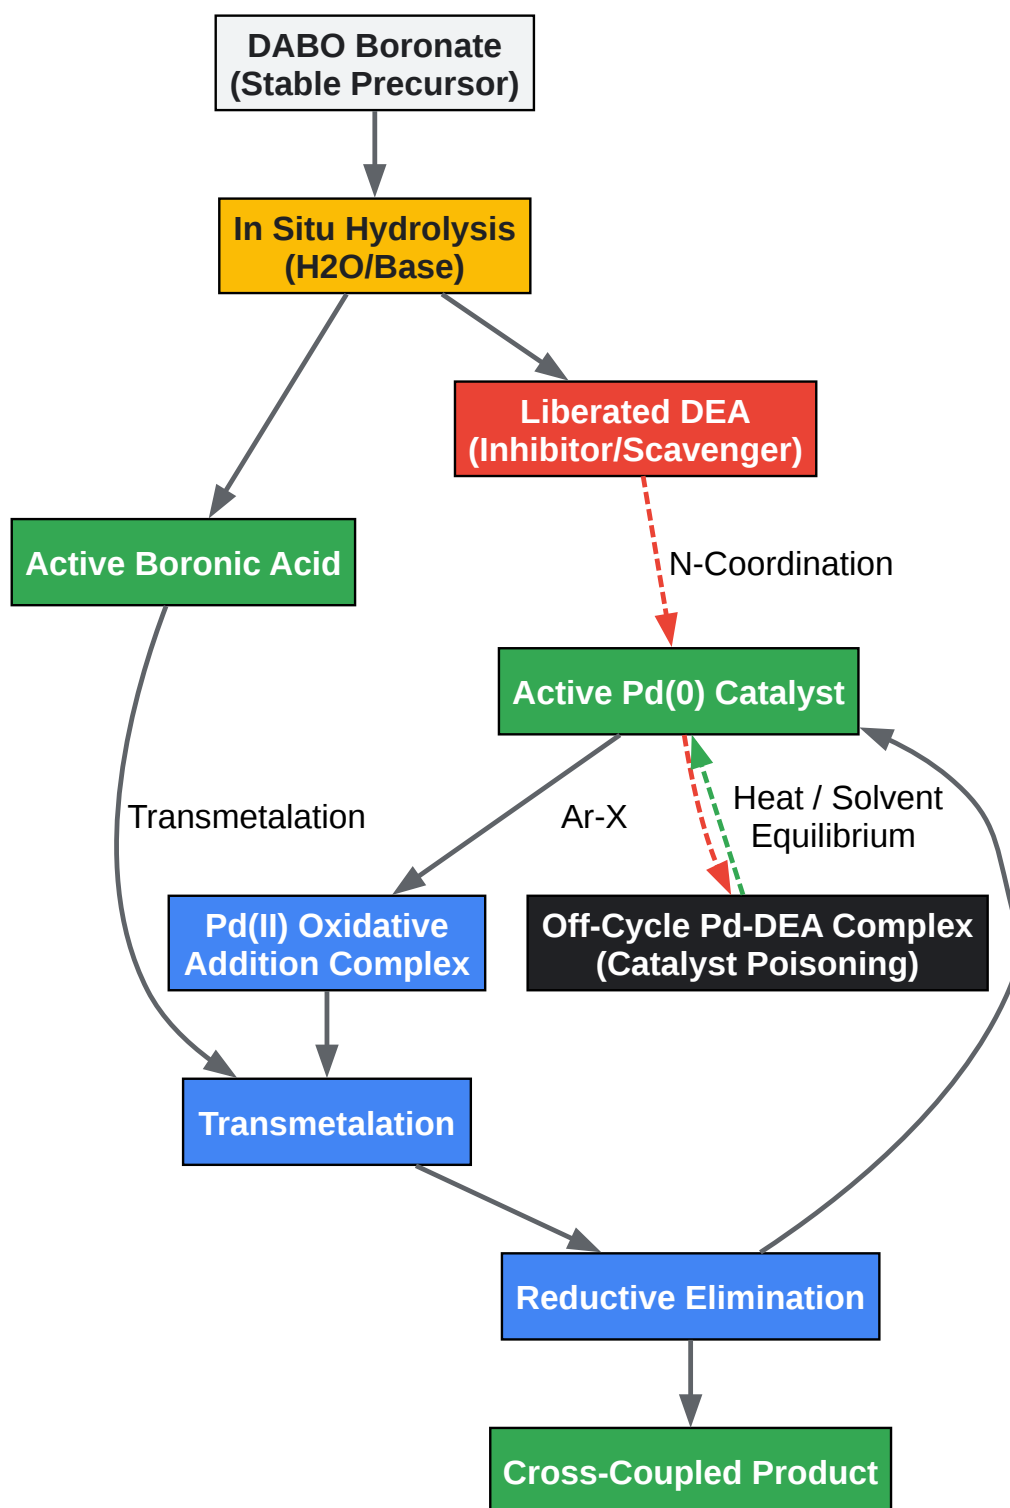 DABO Boronate
(Stable Precursor)
In Situ Hydrolysis
(H2O/Base)
Liberated DEA
(Inhibitor/Scavenger)
Active Boronic Acid
N-Coordination
Active Pd(0) Catalyst
Transmetalation
Ar-X
Heat / Solvent
Equilibrium
Pd(II) Oxidative
Addition Complex
Off-Cycle Pd-DEA Complex
(Catalyst Poisoning)
Transmetalation
Reductive Elimination
Cross-Coupled Product